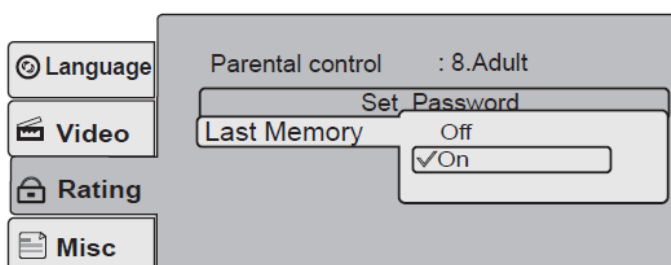 Language
Parental control : 8.Adult
Set Password
Video
Last Memory
Off
✓On
Rating
Misc